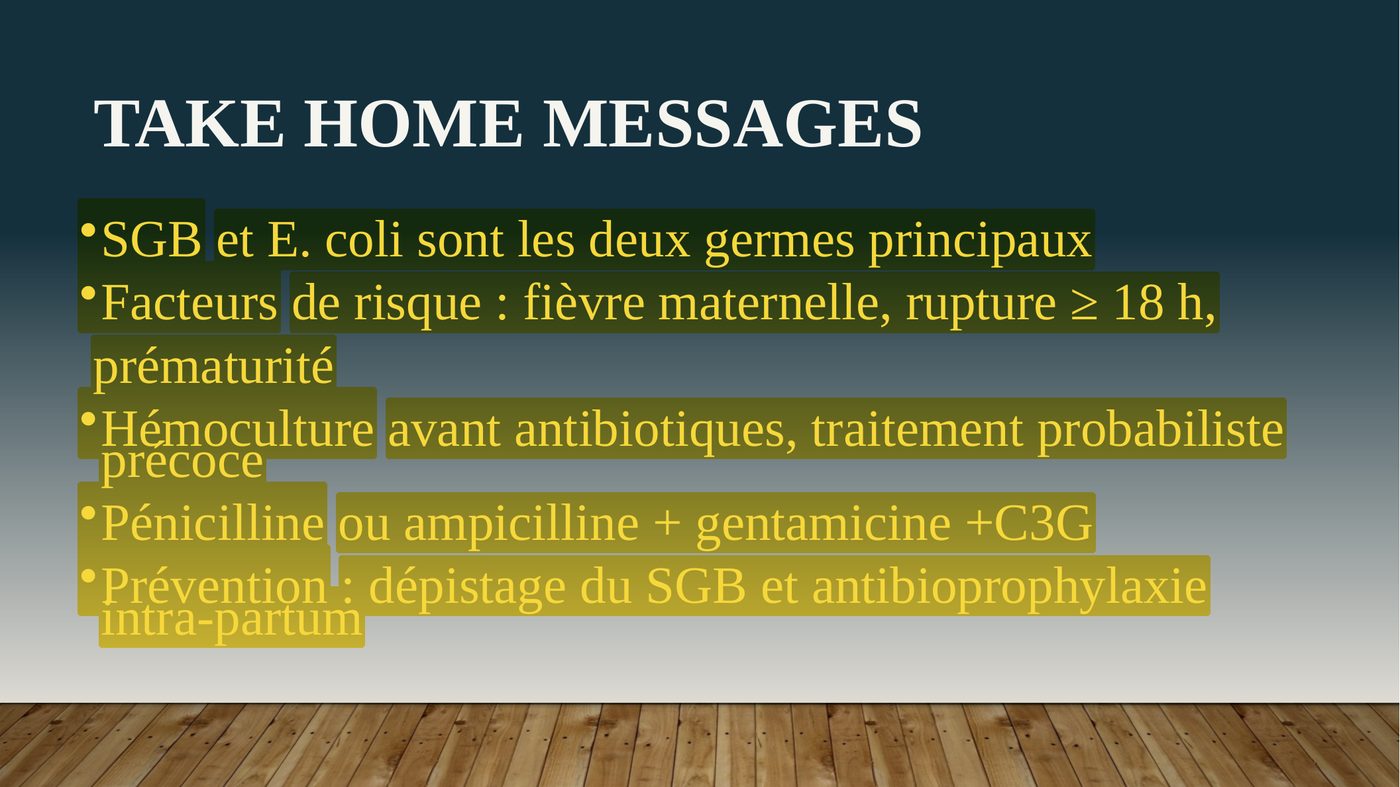 TAKE HOME MESSAGES
•SGB et E. coli sont les deux germes principaux
•Facteurs de risque : fièvre maternelle, rupture ≥ 18 h,
prématurité
•Hémoculture avant antibiotiques, traitement probabiliste
précoce
•Pénicilline ou ampicilline + gentamicine +C3G
•Prévention : dépistage du SGB et antibioprophylaxie
intra-partum